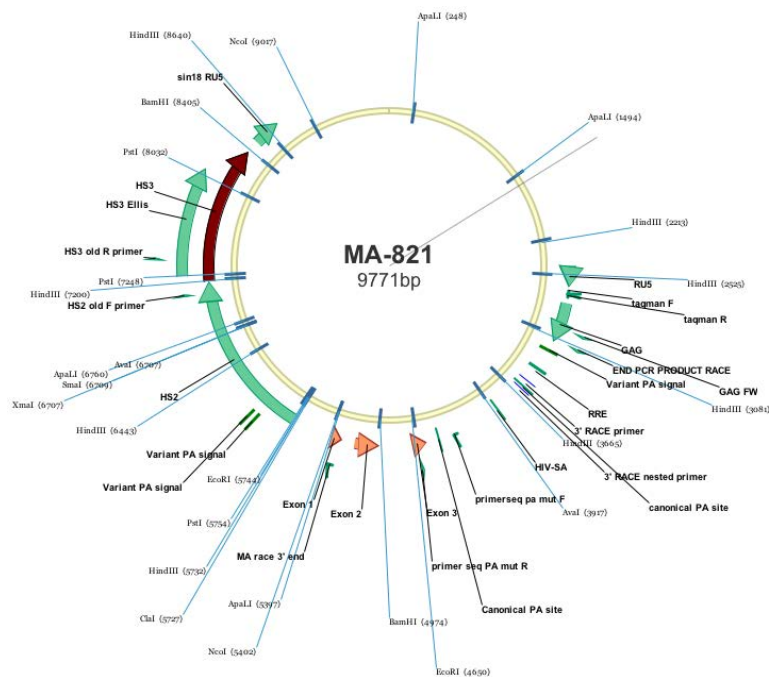 ApaLI (248)
HindIII (8640)
NcoI (9017)
sin18 RU5
BamHI (8405)
ApaLI (1494)
PstI (8032)
HS3
HS3 Ellis
HindIII (2213)
MA-821
9771bp
HS3 old R primer
PstI (7248)
HindIII (7200)
HS2 old F primer
HindIII (2525)
RU5
taqman F
taqman R
GAG
END PCR PRODUCT RACE
Variant PA signal
GAG FW
HindIII (3081)
AvaI (6707)
ApaLI (6760)
SmaI (6709)
XmaI (6707)
HS2
HindIII (6443)
RRE
3' RACE primer
HindIII (3665)
3' RACE nested primer
canonical PA site
HIV-SA
AvaI (3917)
Variant PA signal
Variant PA signal
EcoRI (5744)
Exon 1
Exon 2
Exon 3
primerseq pa mut F
PstI (5754)
MA race 3' end
primer seq PA mut R
HindIII (5732)
ApaLI (5397)
Canonical PA site
ClaI (5727)
BamHI (4974)
NcoI (5402)
EcoRI (4650)